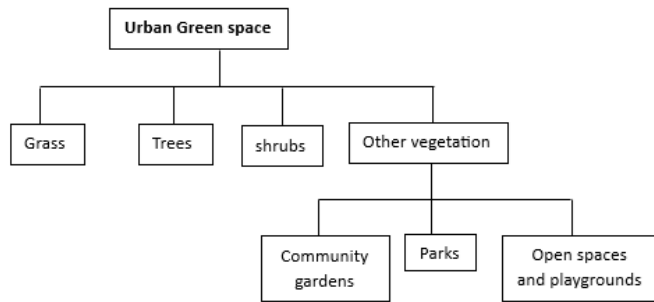 Urban Green space
Grass
Trees
shrubs
Other vegetation
Community
gardens
Parks
Open spaces
and playgrounds